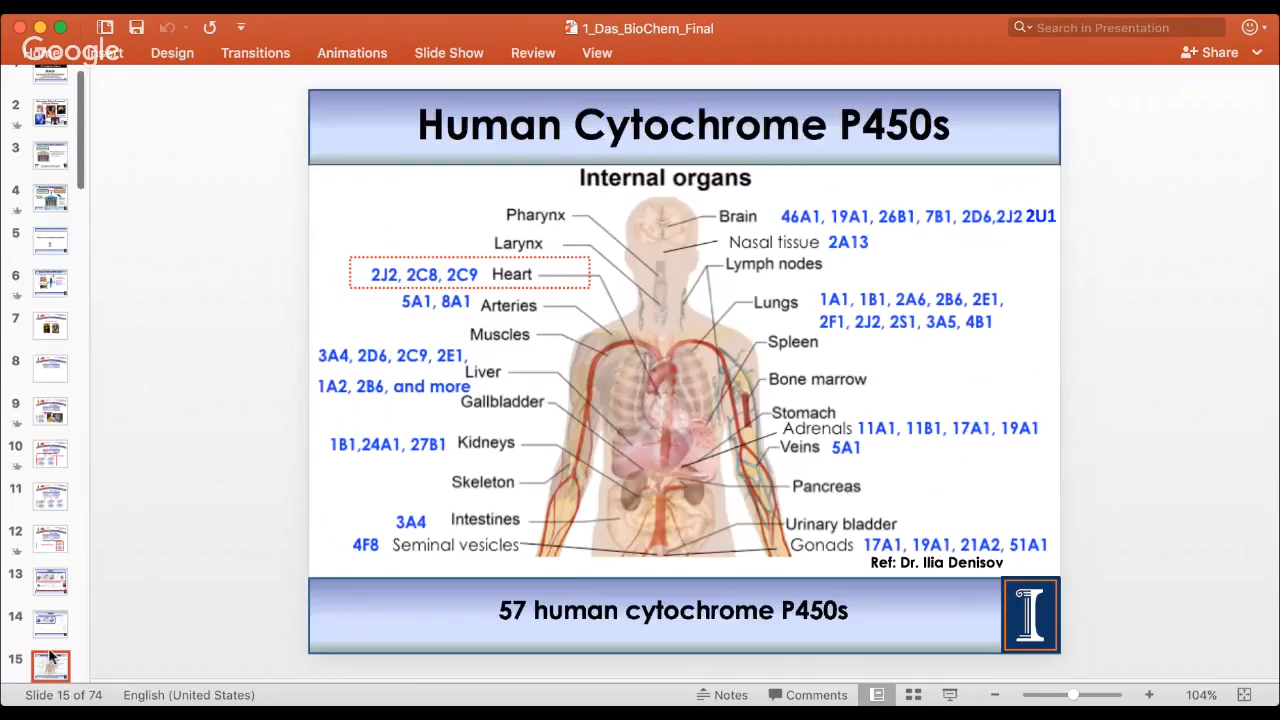 1_Das_BioChem_Final
Search in Presentation
Google
Home Insert Design Transitions Animations Slide Show Review View
Share
2
3
4
5
6
7
8
9
10
11
12
13
14
15
Human Cytochrome P450s
Internal organs
Pharynx
Brain 46A1, 19A1, 26B1, 7B1, 2D6,2J2 2U1
Larynx
Nasal tissue 2A13
Lymph nodes
2J2, 2C8, 2C9 Heart
5A1, 8A1 Arteries
Lungs 1A1, 1B1, 2A6, 2B6, 2E1,
2F1, 2J2, 2S1, 3A5, 4B1
Muscles
Spleen
3A4, 2D6, 2C9, 2E1,
Liver
1A2, 2B6, and more
Bone marrow
Gallbladder
Stomach
Adrenals 11A1, 11B1, 17A1, 19A1
1B1,24A1, 27B1 Kidneys
Veins 5A1
Skeleton
Pancreas
3A4 Intestines
Urinary bladder
4F8 Seminal vesicles
Gonads 17A1, 19A1, 21A2, 51A1
Ref: Dr. Ilia Denisov
57 human cytochrome P450s
I
Slide 15 of 74 English (United States) Notes Comments 104%